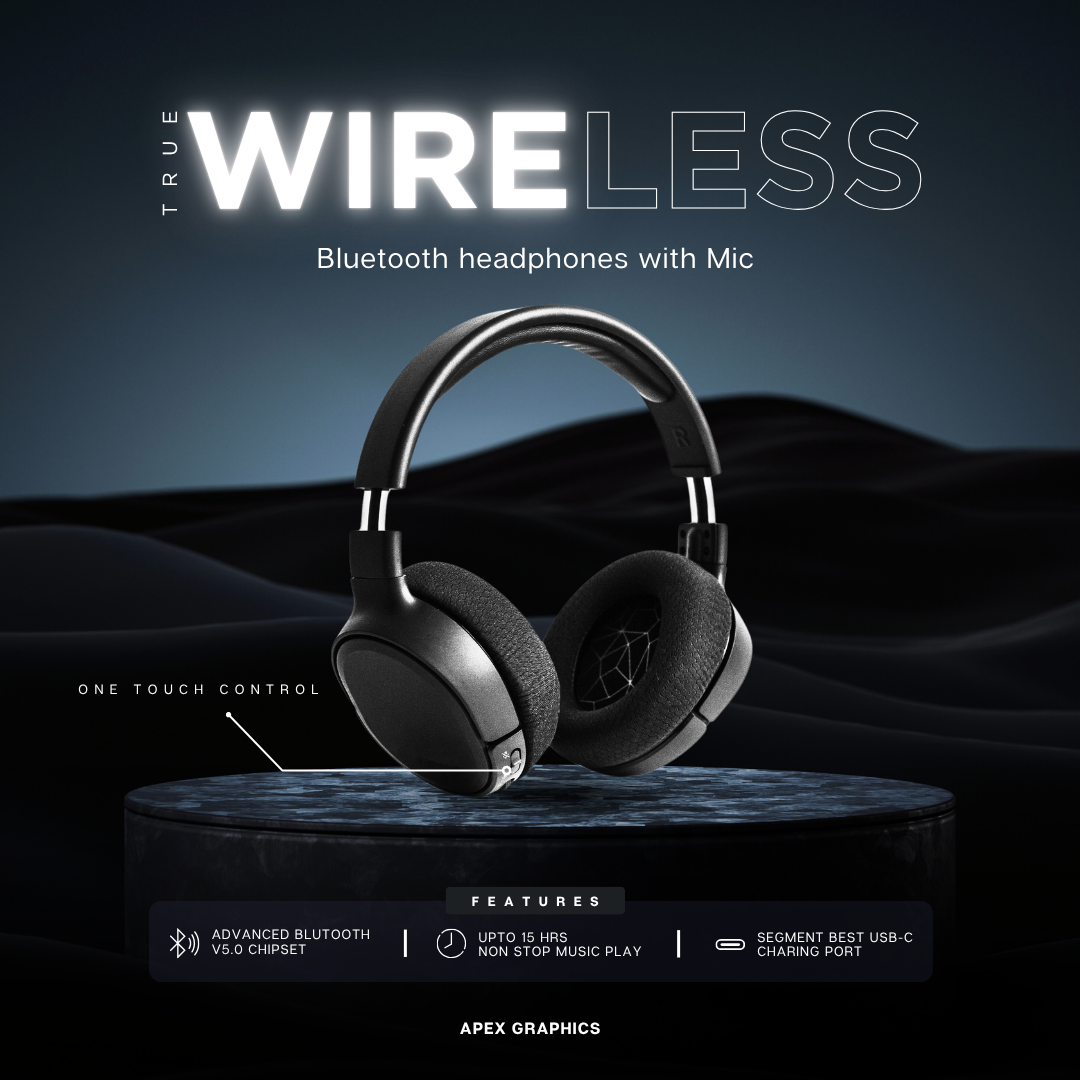 TRUE
WIRELESS
Bluetooth headphones with Mic
ONE TOUCH CONTROL
FEATURES
ADVANCED BLUTOOTH
V5.0 CHIPSET
UPTO 15 HRS
NON STOP MUSIC PLAY
SEGMENT BEST USB-C
CHARING PORT
APEX GRAPHICS